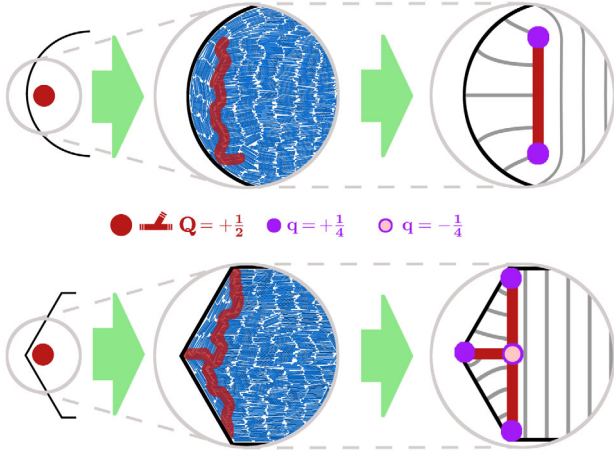 Q = +1/2 q = +1/4 q = −1/4